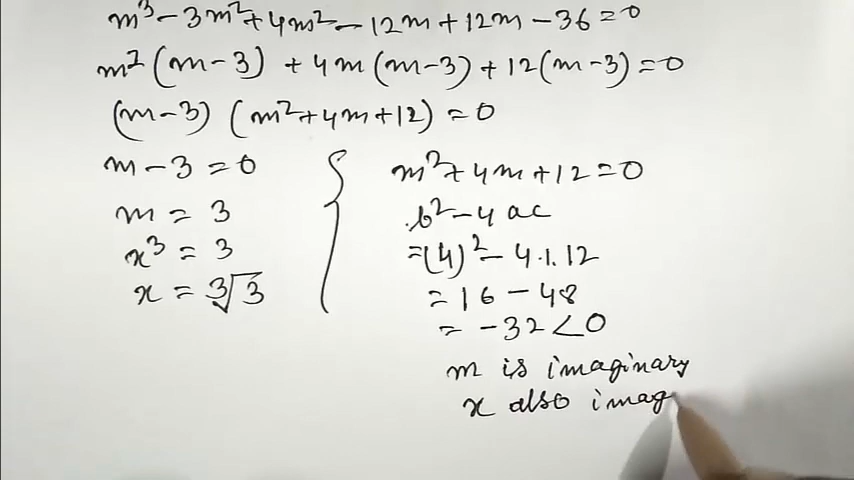 m³ - 3m² + 4m² - 12m + 12m - 36 = 0
m² (m - 3) + 4m (m - 3) + 12 (m - 3) = 0
(m - 3) (m² + 4m + 12) = 0
m - 3 = 0
m = 3
x³ = 3
x = ∛3
m² + 4m + 12 = 0
b² - 4ac
= (4)² - 4.1.12
= 16 - 48
= -32 < 0
m is imaginary
x also imag